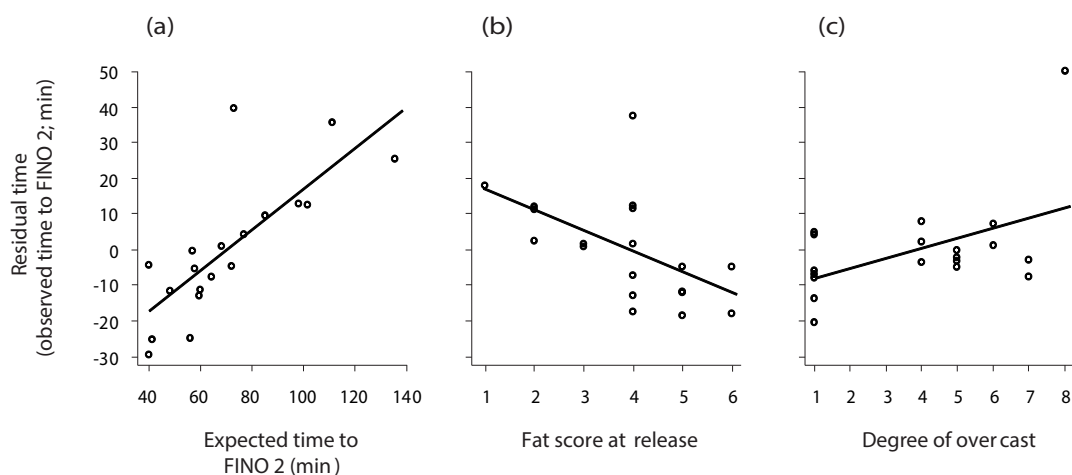 (a)
(b)
(c)
Residual time
(observed time to FINO 2; min)
50
40
30
20
10
0
-10
-20
-30
40 60 80 100 120 140
1 2 3 4 5 6
1 2 3 4 5 6 7 8
Expected time to
FINO 2 (min)
Fat score at release
Degree of over cast